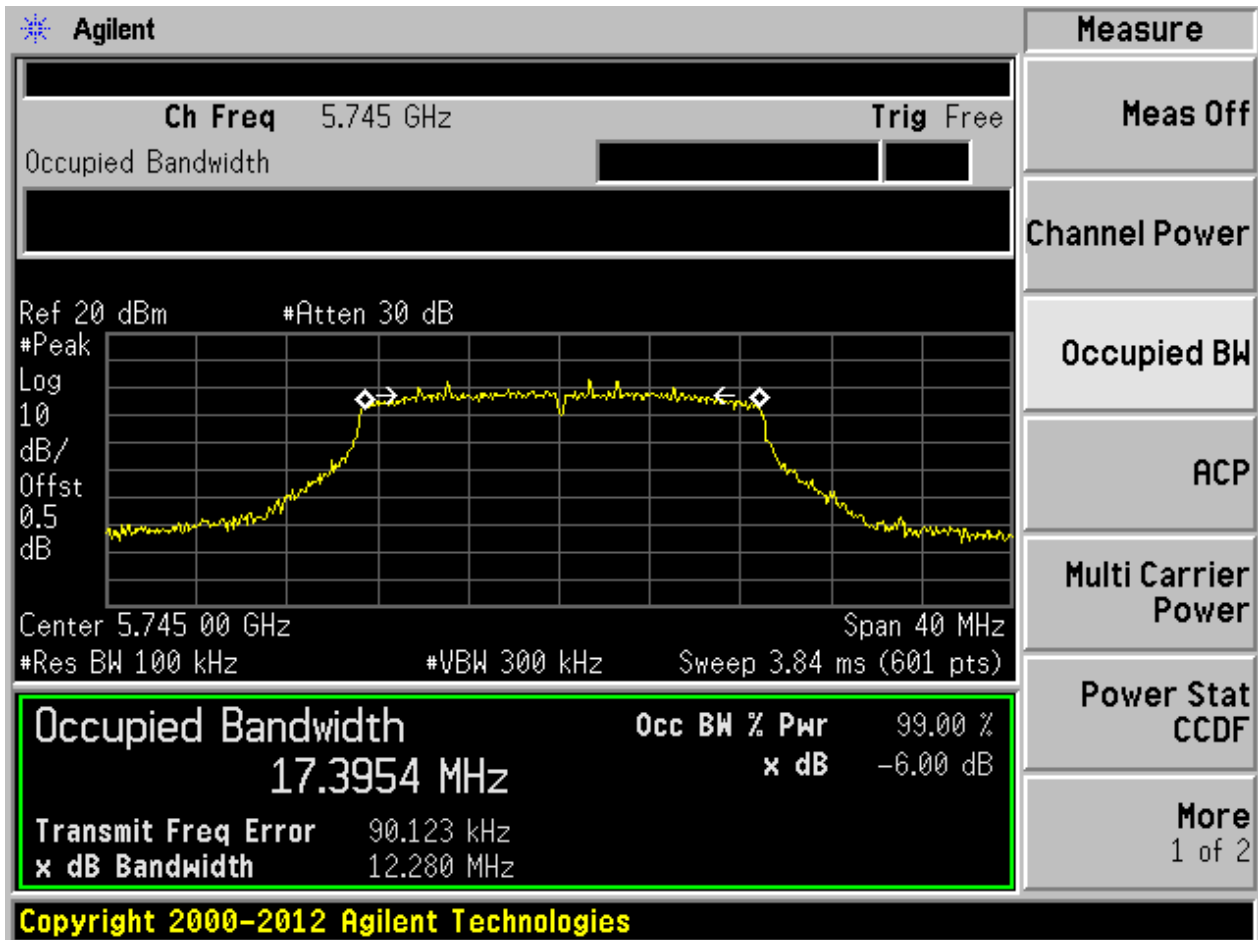 Agilent
Measure
Ch Freq 5.745 GHz Trig Free
Occupied Bandwidth
Meas Off
Channel Power
Occupied BW
ACP
Multi Carrier
Power
Power Stat
CCDF
More
1 of 2
Ref 20 dBm #Atten 30 dB
#Peak
Log
10
dB/
Offst
0.5
dB
Center 5.745 00 GHz Span 40 MHz
#Res BW 100 kHz #VBW 300 kHz Sweep 3.84 ms (601 pts)
Occupied Bandwidth Occ BW % Pwr 99.00 %
17.3954 MHz x dB -6.00 dB
Transmit Freq Error 90.123 kHz
x dB Bandwidth 12.280 MHz
Copyright 2000-2012 Agilent Technologies